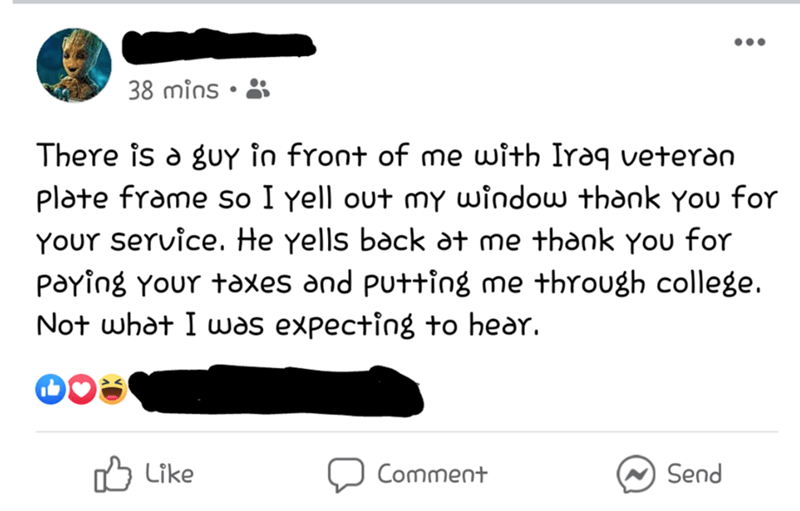 38 mins •
There is a guy in front of me with Iraq veteran
plate frame so I yell out my window thank you for
your service. He yells back at me thank you for
paying your taxes and putting me through college.
Not what I was expecting to hear.
Like Comment Send